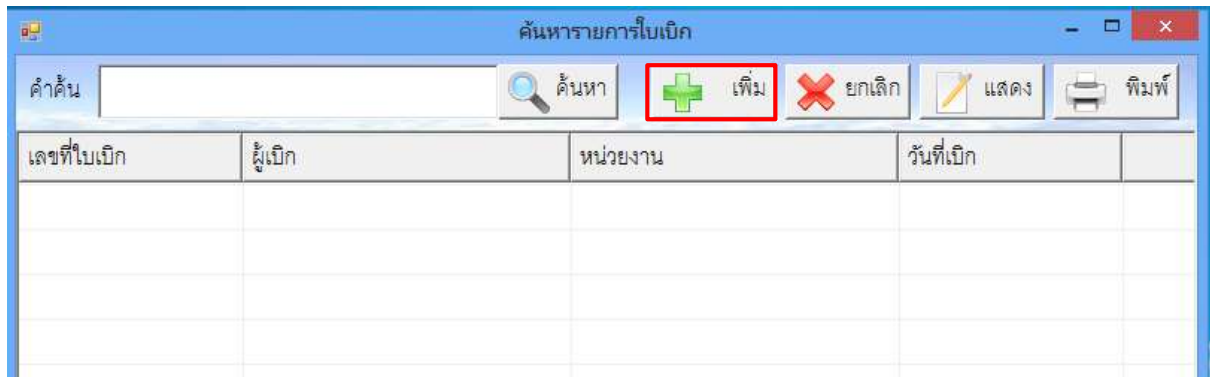 ค้นหารายการใบเบิก
คำค้น ค้นหา เพิ่ม ยกเลิก แสดง พิมพ์
เลขที่ใบเบิก ผู้เบิก หน่วยงาน วันที่เบิก